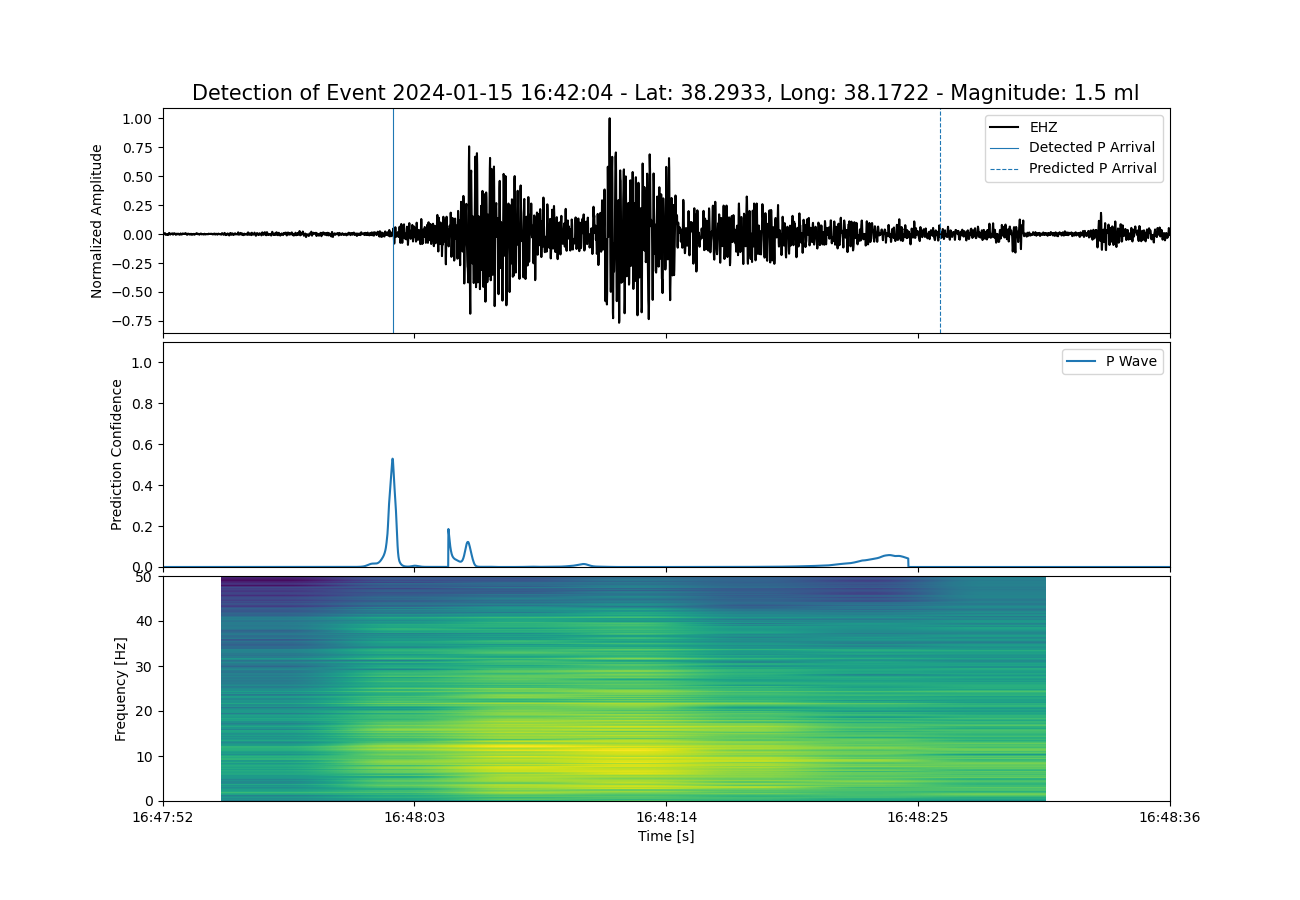 Detection of Event 2024-01-15 16:42:04 - Lat: 38.2933, Long: 38.1722 - Magnitude: 1.5 ml
Normalized Amplitude
1.00
0.75
0.50
0.25
0.00
−0.25
−0.50
−0.75
EHZ
Detected P Arrival
Predicted P Arrival
Prediction Confidence
1.0
0.8
0.6
0.4
0.2
0.0
P Wave
Frequency [Hz]
50
40
30
20
10
0
16:47:52 16:48:03 16:48:14 16:48:25 16:48:36
Time [s]